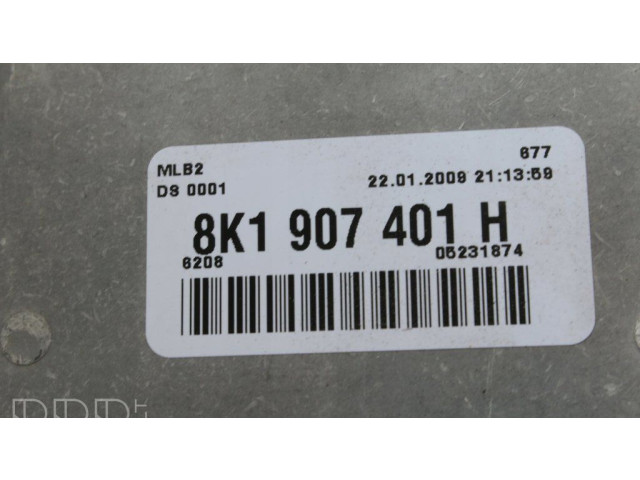 MLB2 677
DS 0001 22.01.2009 21:13:59
8K1 907 401 H
6208 05231874